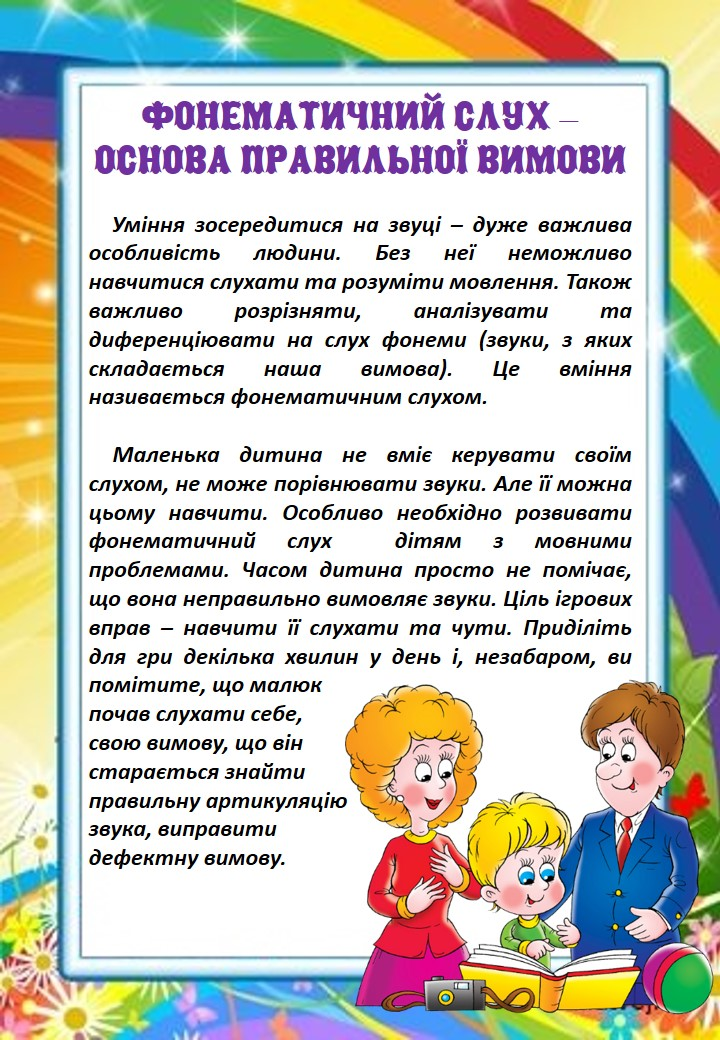 ФОНЕМАТИЧНИЙ СЛУХ –
ОСНОВА ПРАВИЛЬНОЇ ВИМОВИ
Уміння зосередитися на звуці – дуже важлива
особливість людини. Без неї неможливо
навчитися слухати та розуміти мовлення. Також
важливо розрізняти, аналізувати та
диференціювати на слух фонеми (звуки, з яких
складається наша вимова). Це вміння
називається фонематичним слухом.
Маленька дитина не вміє керувати своїм
слухом, не може порівнювати звуки. Але її можна
цьому навчити. Особливо необхідно розвивати
фонематичний слух дітям з мовними
проблемами. Часом дитина просто не помічає,
що вона неправильно вимовляє звуки. Ціль ігрових
вправ – навчити її слухати та чути. Приділіть
для гри декілька хвилин у день і, незабаром, ви
помітите, що малюк
почав слухати себе,
свою вимову, що він
старається знайти
правильну артикуляцію
звука, виправити
дефектну вимову.